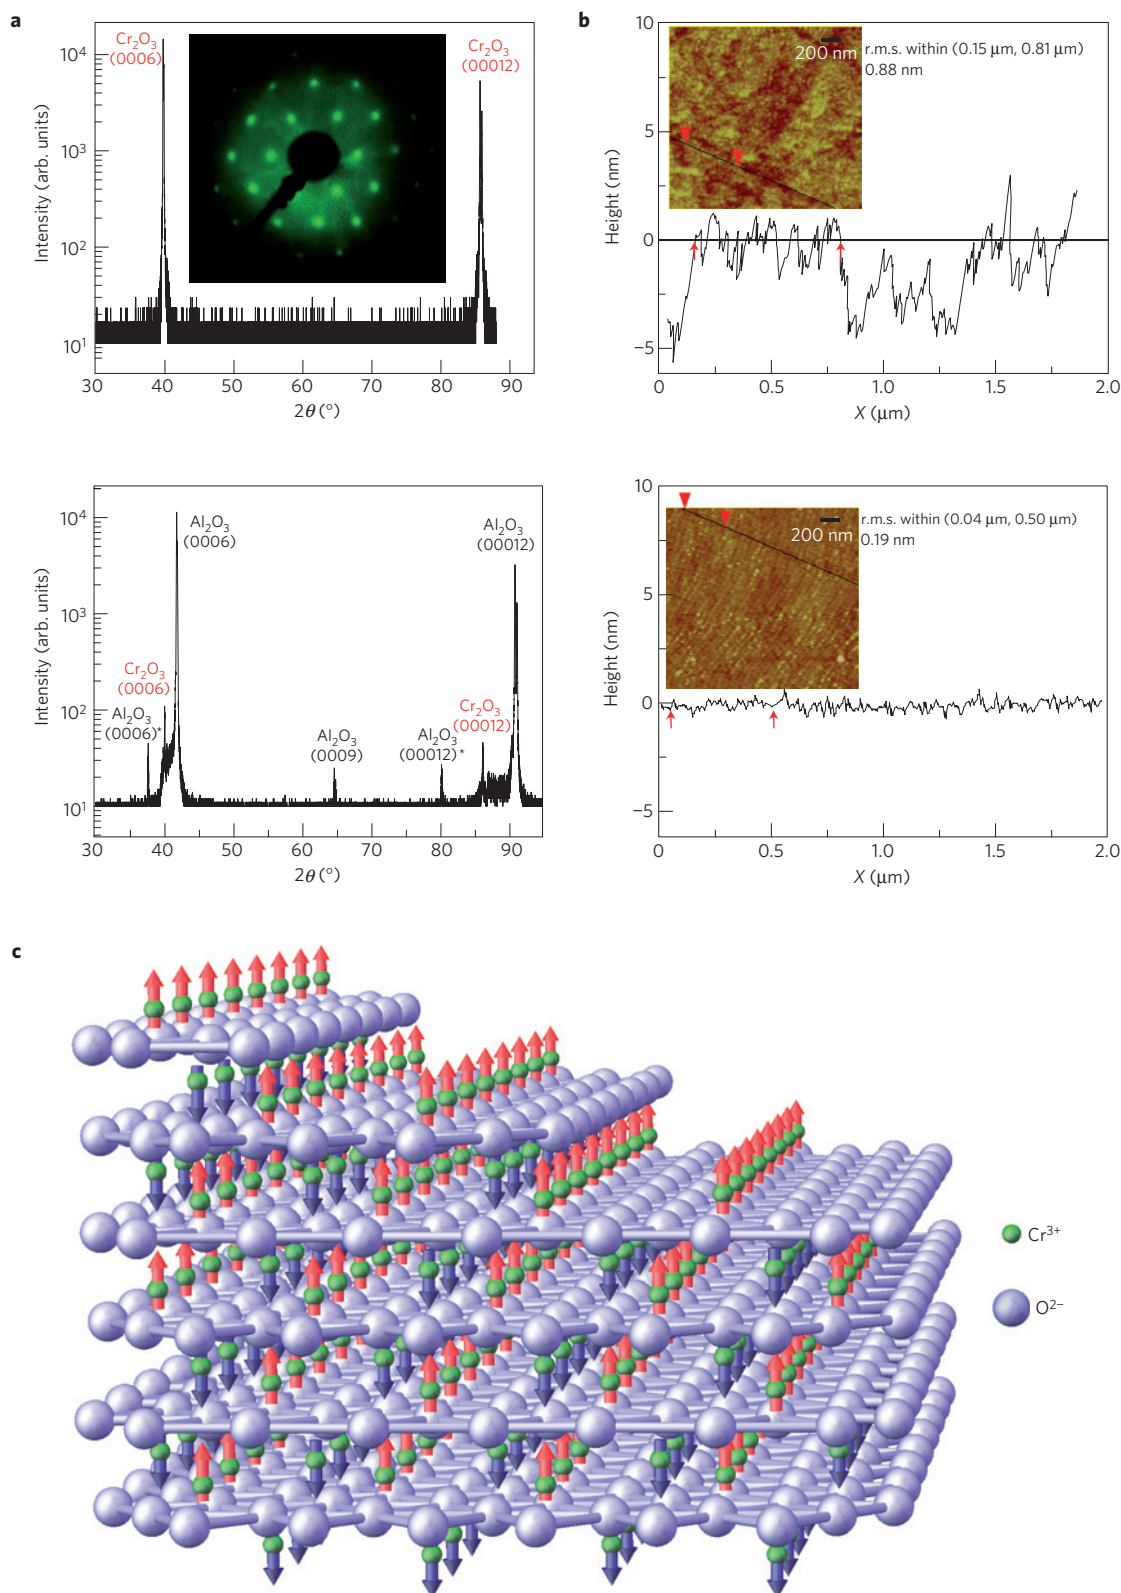 a
Intensity (arb. units)
10⁴
10³
10²
10¹
Cr₂O₃
(0006)
Cr₂O₃
(00012)
30 40 50 60 70 80 90
2θ (°)
b
Height (nm)
10
5
0
−5
200 nm
r.m.s. within (0.15 μm, 0.81 μm)
0.88 nm
0 0.5 1.0 1.5 2.0
X (μm)
Intensity (arb. units)
10⁴
10³
10²
10¹
Al₂O₃
(0006)
Al₂O₃
(00012)
Cr₂O₃
(0006)
Al₂O₃
(0006)*
Al₂O₃
(0009)
Al₂O₃
(00012)*
Cr₂O₃
(00012)
30 40 50 60 70 80 90
2θ (°)
Height (nm)
10
5
0
−5
200 nm
r.m.s. within (0.04 μm, 0.50 μm)
0.19 nm
0 0.5 1.0 1.5 2.0
X (μm)
c
Cr³⁺
O²⁻